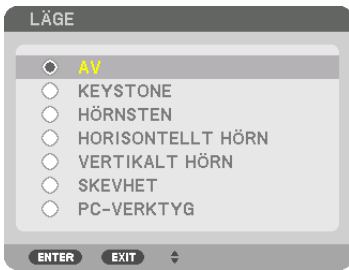 LÄGE
AV
KEYSTONE
HÖRNSTEN
HORISONTELLT HÖRN
VERTIKALT HÖRN
SKEVHET
PC-VERKTYG
ENTER EXIT